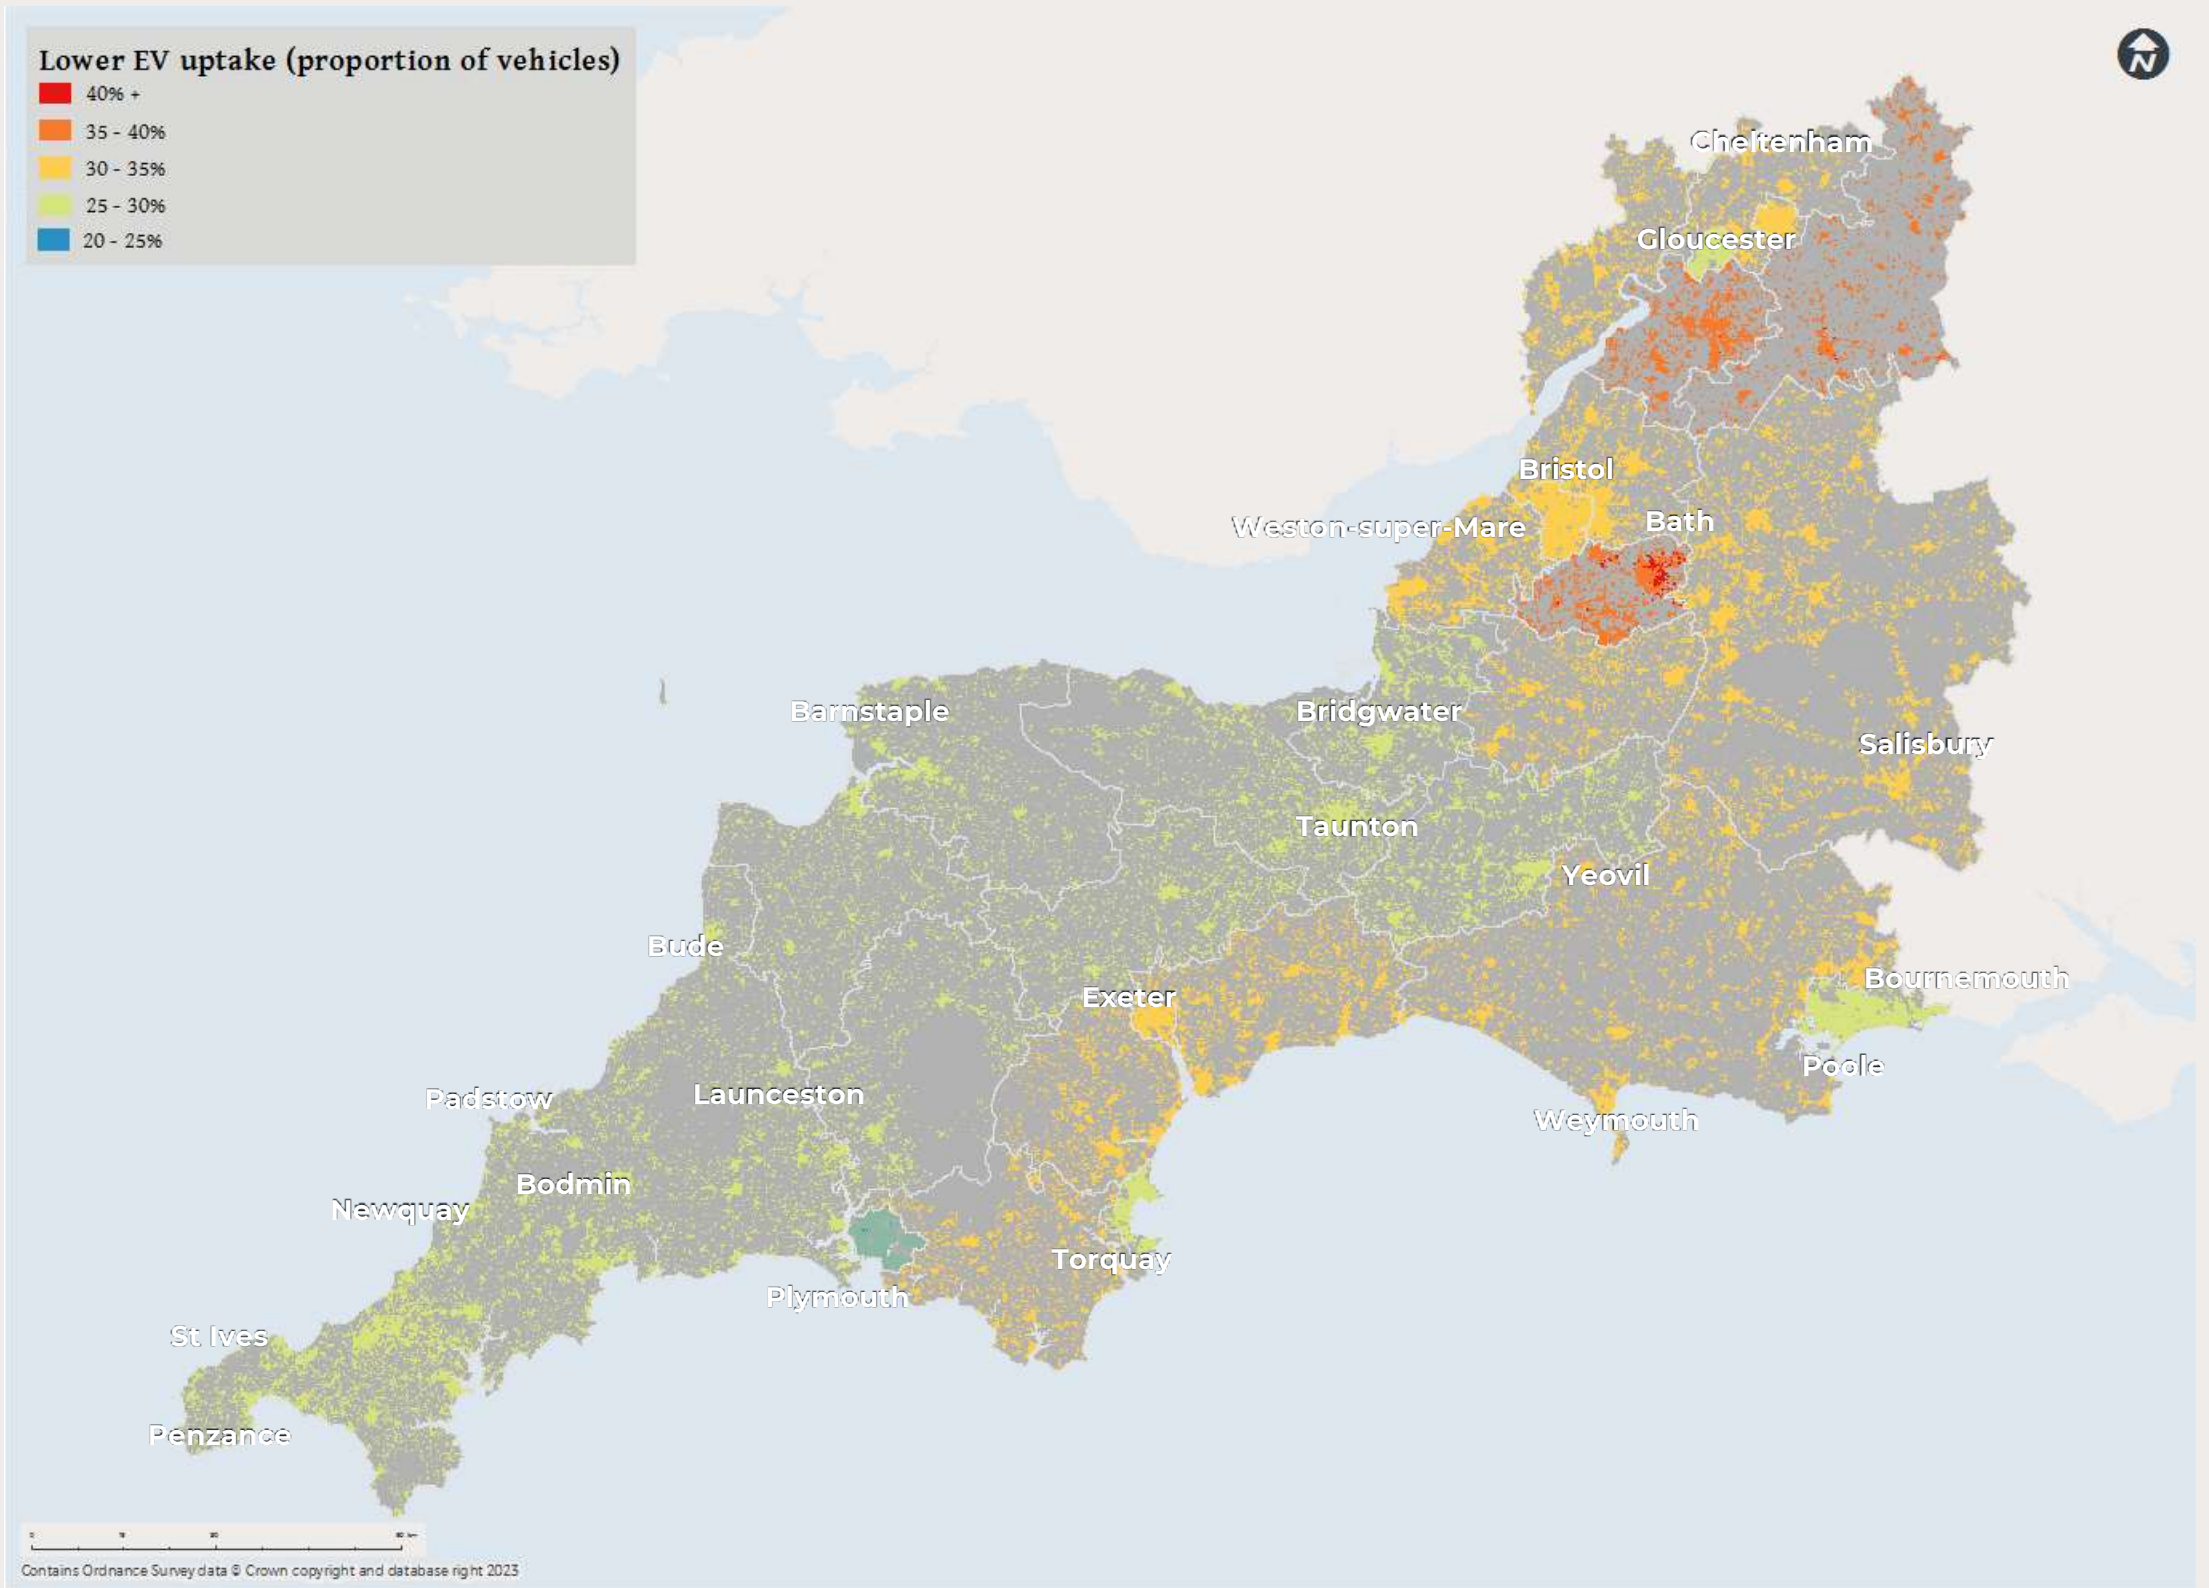 Lower EV uptake (proportion of vehicles)
40% +
35 - 40%
30 - 35%
25 - 30%
20 - 25%
N
Cheltenham
Gloucester
Bristol
Weston-super-Mare
Bath
Barnstaple
Bridgwater
Salisbury
Taunton
Yeovil
Bude
Exeter
Bournemouth
Poole
Padstow
Launceston
Weymouth
Bodmin
Newquay
Torquay
Plymouth
St Ives
Penzance
Contains Ordnance Survey data © Crown copyright and database right 2023